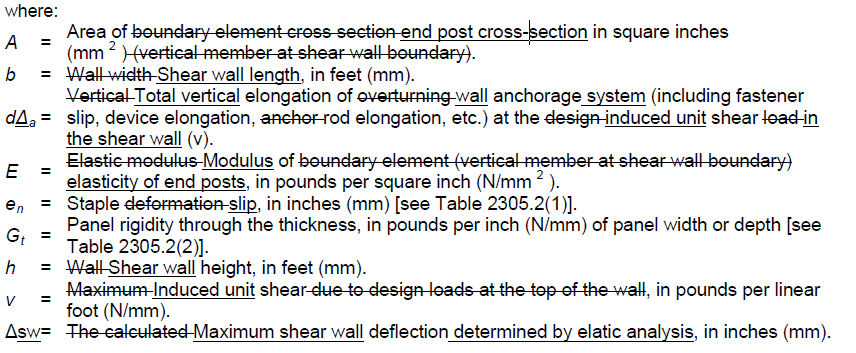 where:
A = Area of boundary element cross section end post cross-section in square inches
(mm 2 ) (vertical member at shear wall boundary).
b = Wall width Shear wall length, in feet (mm).
Vertical Total vertical elongation of overturning wall anchorage system (including fastener
dΔa = slip, device elongation, anchor rod elongation, etc.) at the design induced unit shear load in
the shear wall (v).
E = Elastic modulus Modulus of boundary element (vertical member at shear wall boundary)
elasticity of end posts, in pounds per square inch (N/mm 2 ).
en = Staple deformation slip, in inches (mm) [see Table 2305.2(1)].
Gt = Panel rigidity through the thickness, in pounds per inch (N/mm) of panel width or depth [see
Table 2305.2(2)].
h = Wall Shear wall height, in feet (mm).
v = Maximum Induced unit shear due to design loads at the top of the wall, in pounds per linear
foot (N/mm).
Δsw= The calculated Maximum shear wall deflection determined by elatic analysis, in inches (mm).